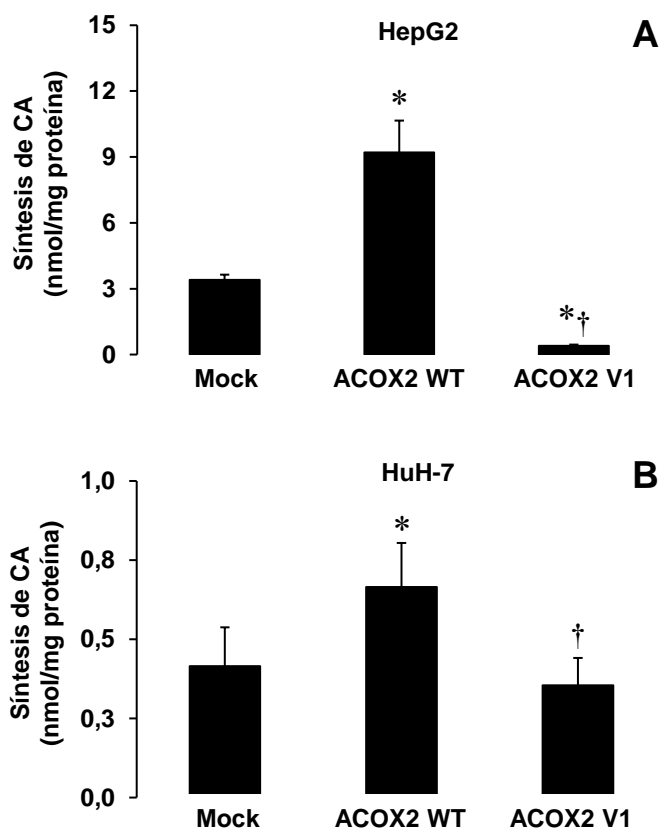 HepG2
A
Síntesis de CA
(nmol/mg proteína)
15
12
9
6
3
0
*
*†
Mock
ACOX2 WT
ACOX2 V1
HuH-7
B
Síntesis de CA
(nmol/mg proteína)
1,0
0,8
0,5
0,3
0,0
*
†
Mock
ACOX2 WT
ACOX2 V1